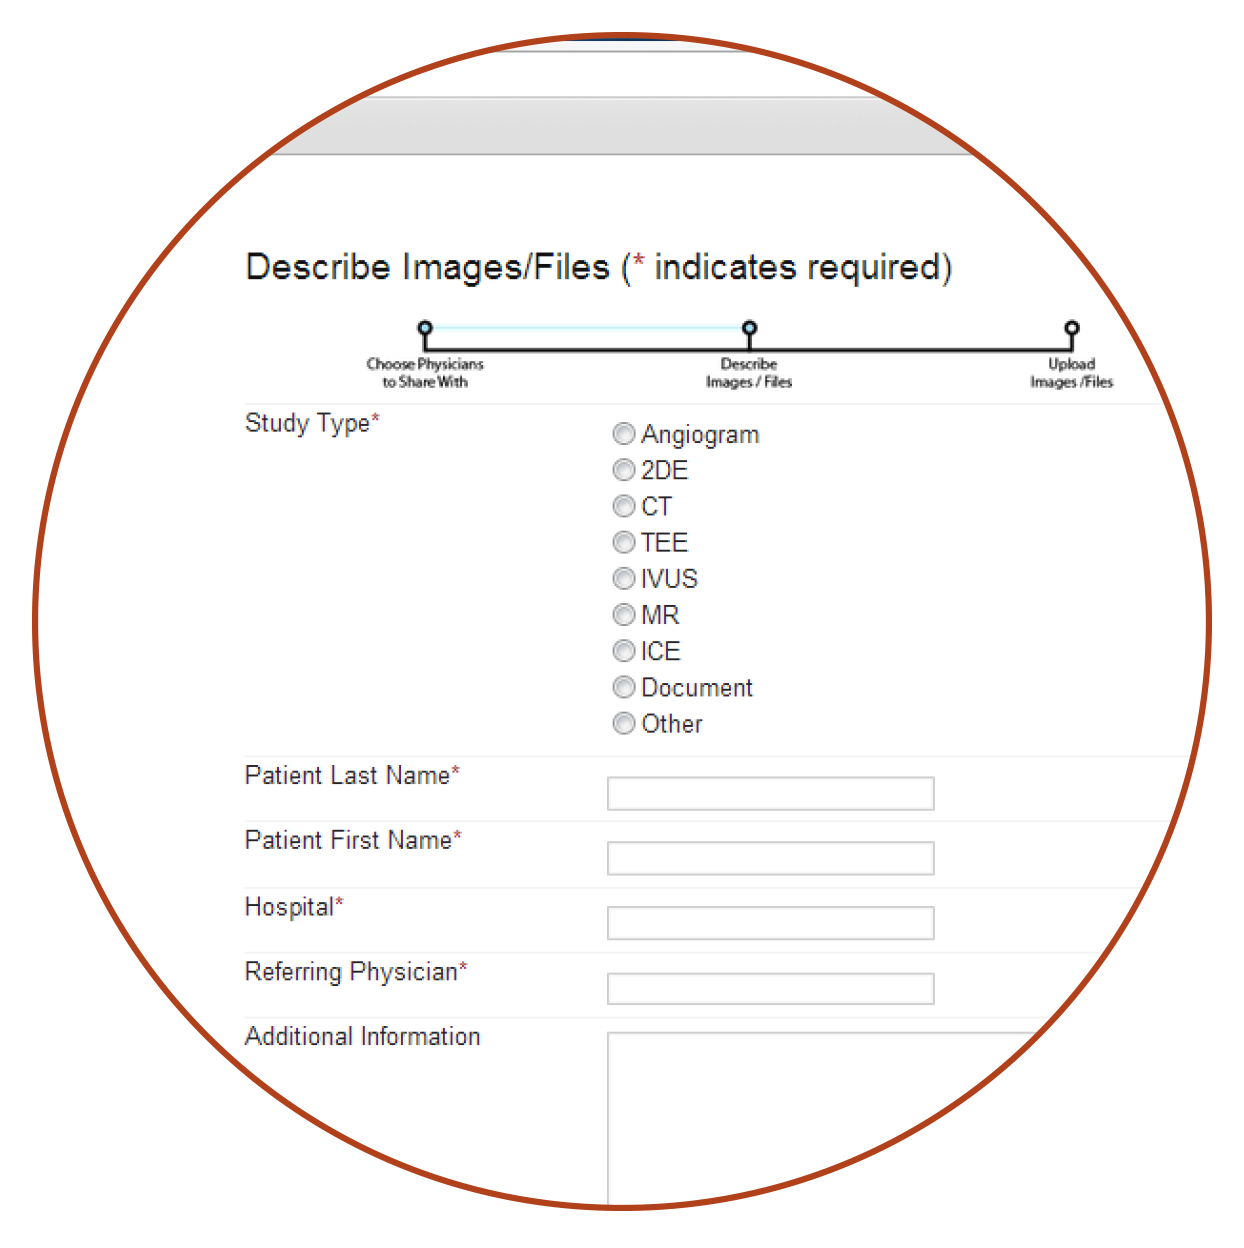 Describe Images/Files (* indicates required)
Choose Physicians
to Share With
Describe
Images / Files
Upload
Images /Files
Study Type*
Angiogram
2DE
CT
TEE
IVUS
MR
ICE
Document
Other
Patient Last Name*
Patient First Name*
Hospital*
Referring Physician*
Additional Information